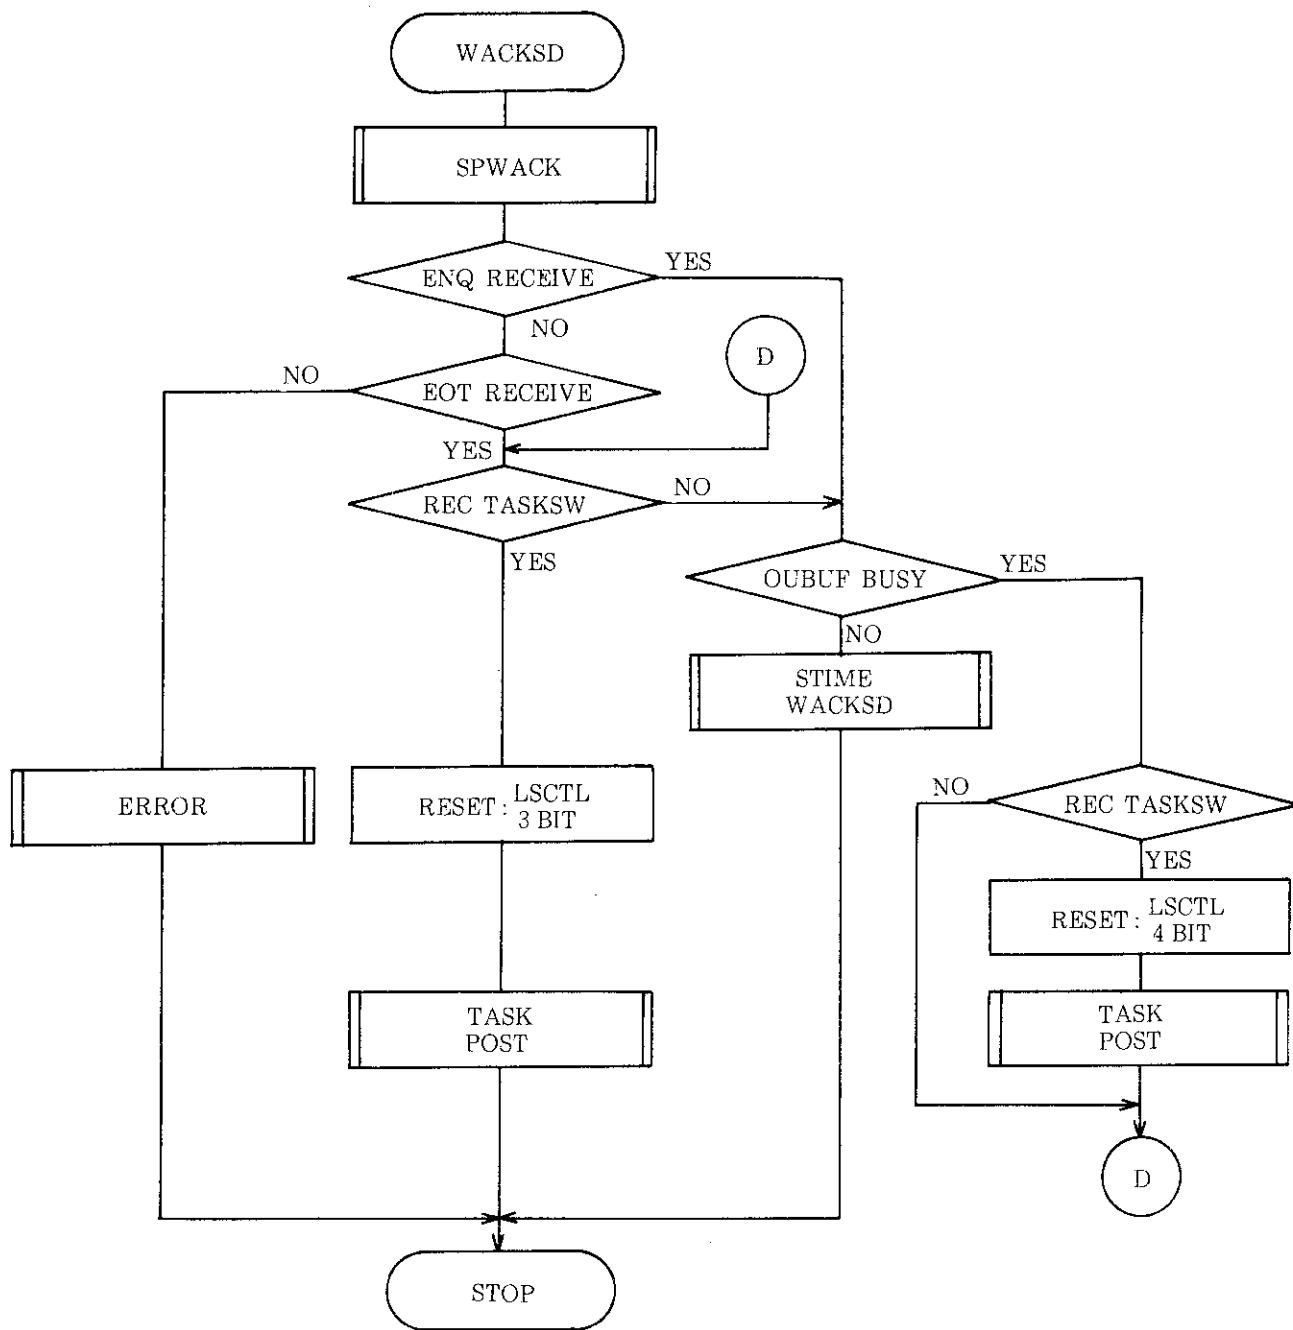 WACKSD
SPWACK
ENQ RECEIVE
YES
NO
D
NO
EOT RECEIVE
YES
REC TASKSW
NO
YES
OUBUF BUSY
YES
NO
STIME
WACKSD
ERROR
RESET: LSCTL
3 BIT
NO
REC TASKSW
YES
RESET: LSCTL
4 BIT
TASK
POST
TASK
POST
D
STOP